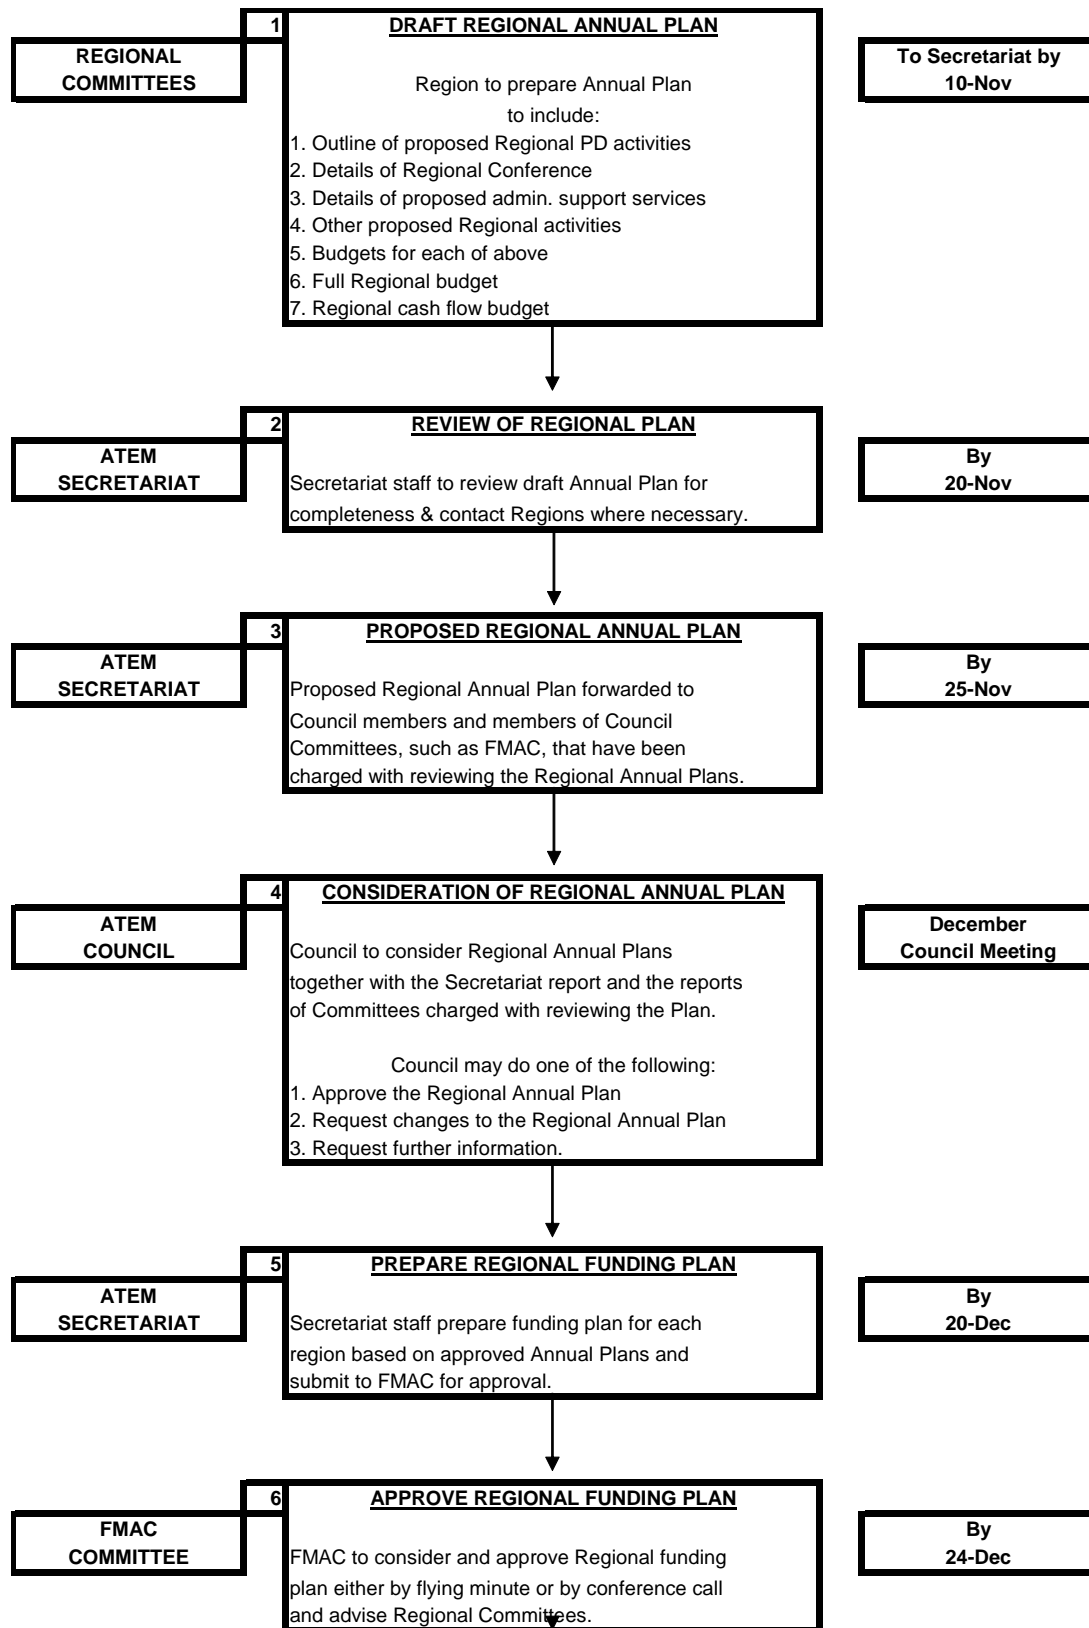 1
DRAFT REGIONAL ANNUAL PLAN
REGIONAL
COMMITTEES
To Secretariat by
10-Nov
Region to prepare Annual Plan
to include:
1. Outline of proposed Regional PD activities
2. Details of Regional Conference
3. Details of proposed admin. support services
4. Other proposed Regional activities
5. Budgets for each of above
6. Full Regional budget
7. Regional cash flow budget
2
REVIEW OF REGIONAL PLAN
ATEM
SECRETARIAT
By
20-Nov
Secretariat staff to review draft Annual Plan for
completeness & contact Regions where necessary.
3
PROPOSED REGIONAL ANNUAL PLAN
ATEM
SECRETARIAT
By
25-Nov
Proposed Regional Annual Plan forwarded to
Council members and members of Council
Committees, such as FMAC, that have been
charged with reviewing the Regional Annual Plans.
4
CONSIDERATION OF REGIONAL ANNUAL PLAN
ATEM
COUNCIL
December
Council Meeting
Council to consider Regional Annual Plans
together with the Secretariat report and the reports
of Committees charged with reviewing the Plan.
Council may do one of the following:
1. Approve the Regional Annual Plan
2. Request changes to the Regional Annual Plan
3. Request further information.
5
PREPARE REGIONAL FUNDING PLAN
ATEM
SECRETARIAT
By
20-Dec
Secretariat staff prepare funding plan for each
region based on approved Annual Plans and
submit to FMAC for approval.
6
APPROVE REGIONAL FUNDING PLAN
FMAC
COMMITTEE
By
24-Dec
FMAC to consider and approve Regional funding
plan either by flying minute or by conference call
and advise Regional Committees.